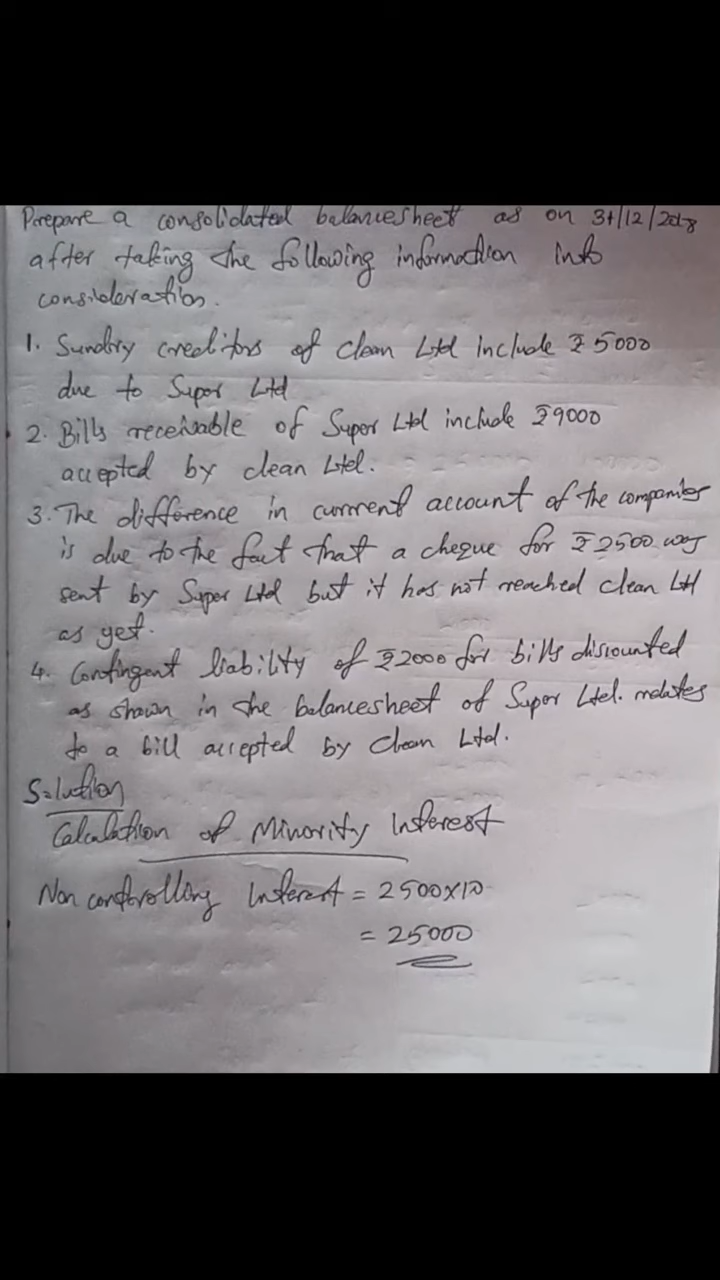 Prepare a consolidated balancesheet as on 31/12/2018
after taking the following information into
consideration.
1. Sundry creditors of Clean Ltd include ₹5000
due to Super Ltd
2. Bills receivable of Super Ltd include ₹9000
accepted by clean Ltd.
3. The difference in current account of the companies
is due to the fact that a cheque for ₹2500 was
sent by Super Ltd but it has not reached clean Ltd
as yet.
4. Contingent liability of ₹2000 for bills discounted
as shown in the balancesheet of Super Ltd. relates
to a bill accepted by Clean Ltd.
Solution
Calculation of Minority Interest
Non controlling Interest = 2500×10
= 25000